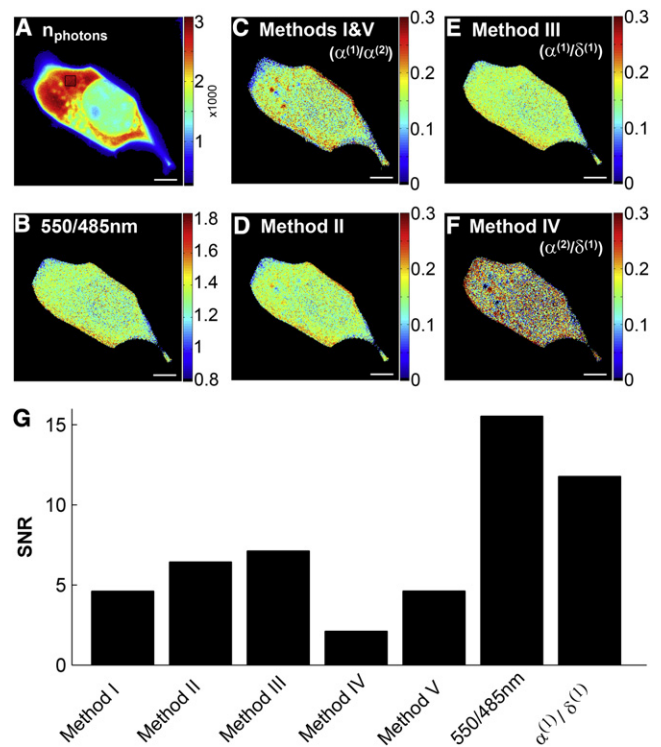 A n photons
3
2
1
x1000
C Methods I&V
(α(1)/α(2))
0.3
0.2
0.1
0
E Method III
(α(1)/δ(1))
0.3
0.2
0.1
0
B 550/485nm
1.8
1.6
1.4
1.2
1.0
0.8
D Method II
0.3
0.2
0.1
0
F Method IV
(α(2)/δ(1))
0.3
0.2
0.1
0
G
SNR
15
10
5
0
Method I
Method II
Method III
Method IV
Method V
550/485nm
α(1)/δ(1)